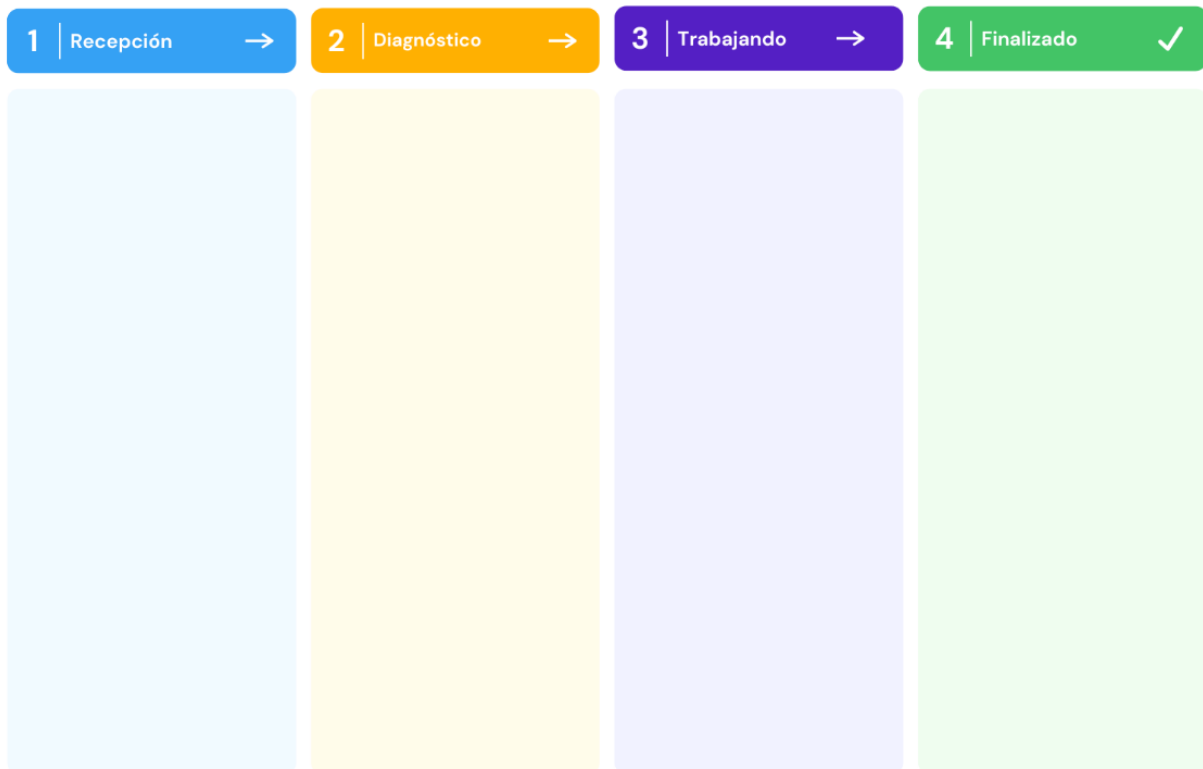 1 Recepción →
2 Diagnóstico →
3 Trabajando →
4 Finalizado ✓